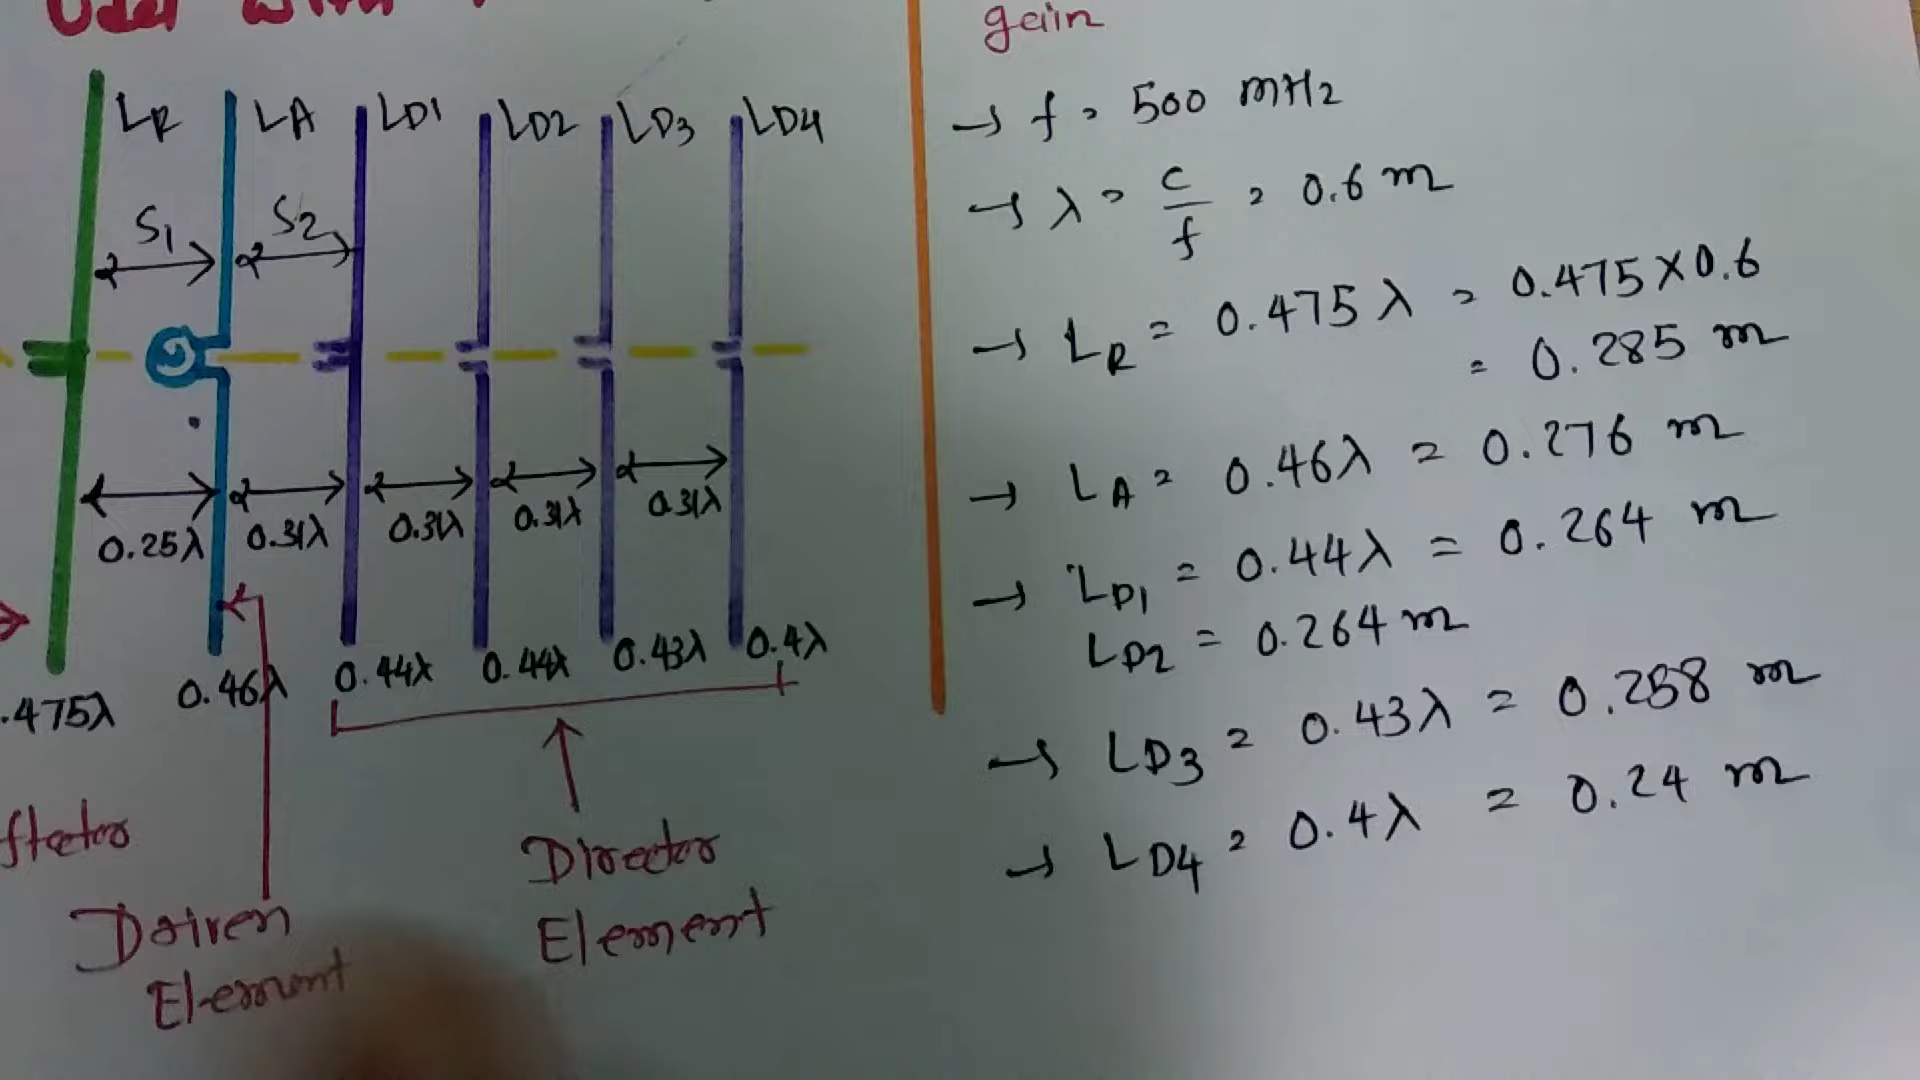 with
LR LA LD1 LD2 LD3 LD4
S1 S2
0.25λ 0.31λ 0.31λ 0.31λ 0.31λ
.475λ 0.46λ 0.44λ 0.44λ 0.43λ 0.4λ
Driven
Element
Director
Element
gain
→ f = 500 MHz
→ λ = c/f = 0.6 m
→ LR = 0.475λ = 0.475×0.6
= 0.285 m
→ LA = 0.46λ = 0.276 m
→ LD1 = 0.44λ = 0.264 m
LD2 = 0.264 m
→ LD3 = 0.43λ = 0.258 m
→ LD4 = 0.4λ = 0.24 m